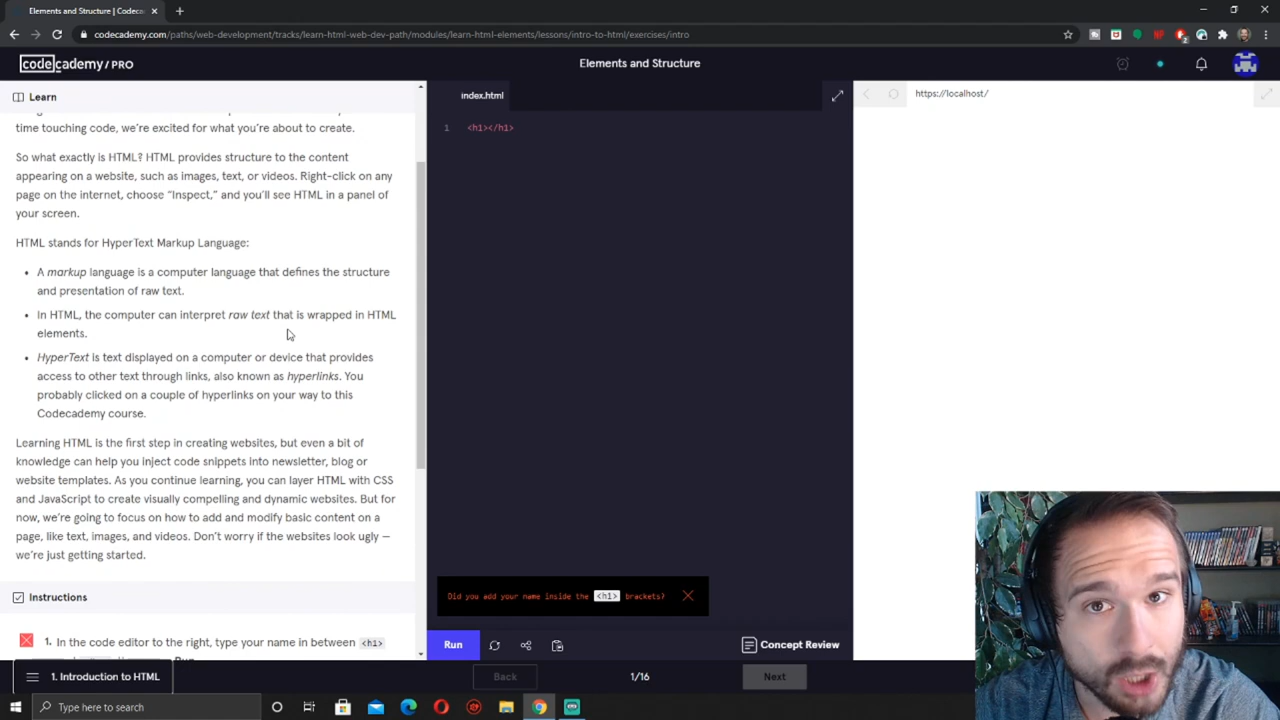 Elements and Structure | Codeca
codecademy.com/paths/web-development/tracks/learn-html-web-dev-path/modules/learn-html-elements/lessons/intro-to-html/exercises/intro
codecademy/PRO
Elements and Structure
Learn
index.html
https://localhost/
time touching code, we're excited for what you're about to create.
1 <h1></h1>
So what exactly is HTML? HTML provides structure to the content
appearing on a website, such as images, text, or videos. Right-click on any
page on the internet, choose "Inspect," and you'll see HTML in a panel of
your screen.
HTML stands for HyperText Markup Language:
• A markup language is a computer language that defines the structure
and presentation of raw text.
• In HTML, the computer can interpret raw text that is wrapped in HTML
elements.
• HyperText is text displayed on a computer or device that provides
access to other text through links, also known as hyperlinks. You
probably clicked on a couple of hyperlinks on your way to this
Codecademy course.
Learning HTML is the first step in creating websites, but even a bit of
knowledge can help you inject code snippets into newsletter, blog or
website templates. As you continue learning, you can layer HTML with CSS
and JavaScript to create visually compelling and dynamic websites. But for
now, we're going to focus on how to add and modify basic content on a
page, like text, images, and videos. Don't worry if the websites look ugly —
we're just getting started.
Instructions
1. In the code editor to the right, type your name in between <h1>
Did you add your name inside the <h1> brackets?
Run
Concept Review
1. Introduction to HTML
Back
1/16
Next
Type here to search